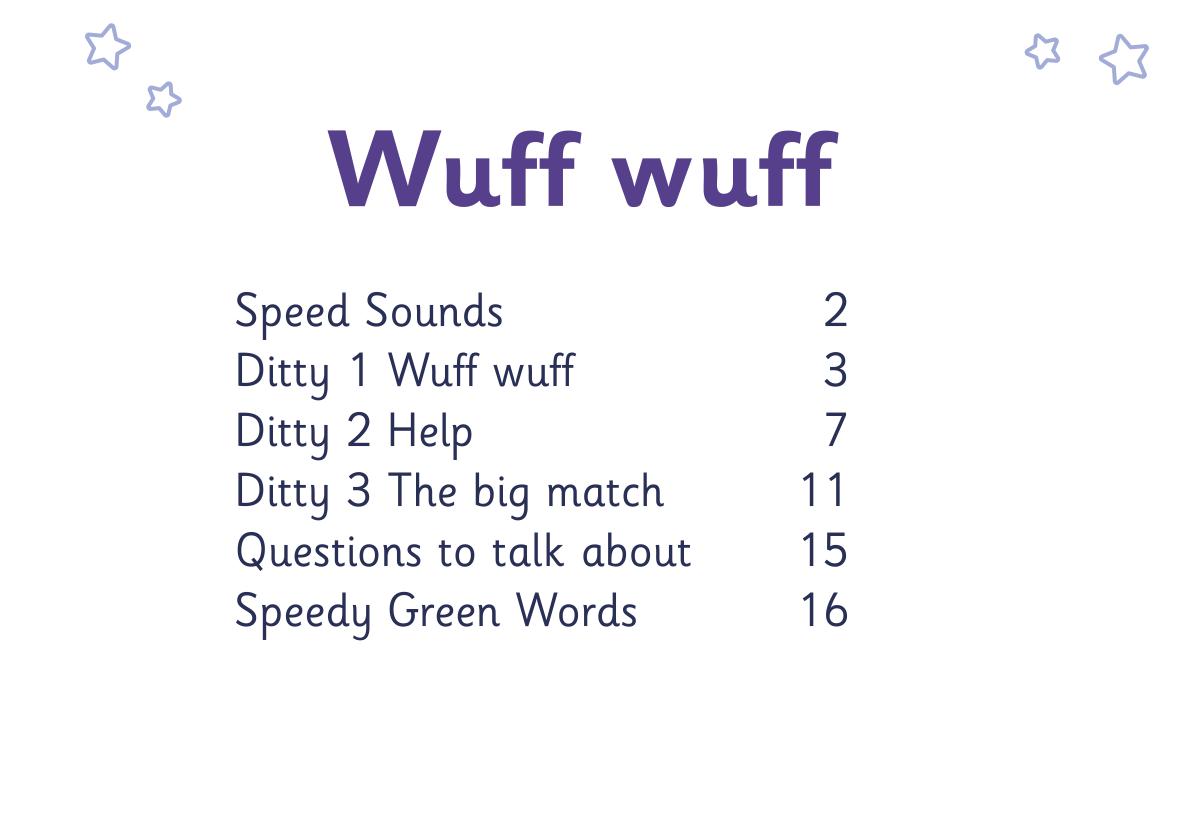 Wuff wuff
Speed Sounds 2
Ditty 1 Wuff wuff 3
Ditty 2 Help 7
Ditty 3 The big match 11
Questions to talk about 15
Speedy Green Words 16